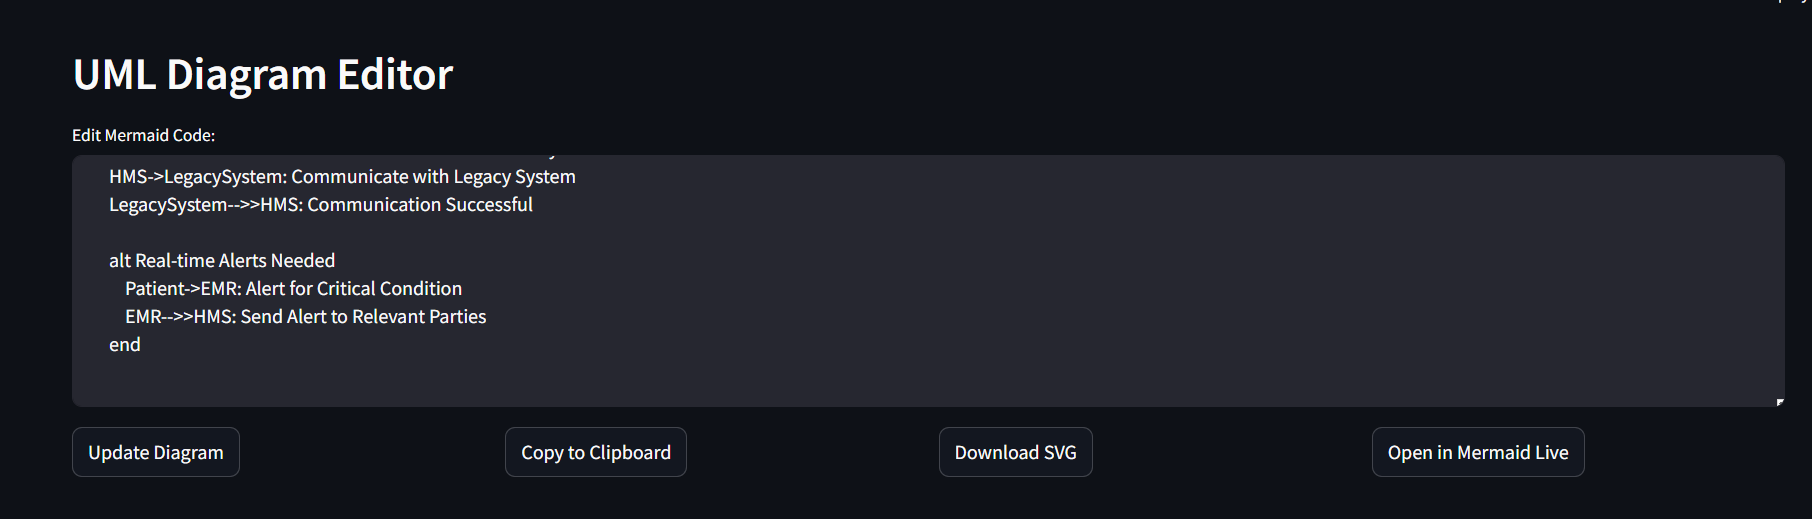 UML Diagram Editor
Edit Mermaid Code:
HMS->LegacySystem: Communicate with Legacy System
LegacySystem-->>HMS: Communication Successful
alt Real-time Alerts Needed
Patient->EMR: Alert for Critical Condition
EMR-->>HMS: Send Alert to Relevant Parties
end
Update Diagram
Copy to Clipboard
Download SVG
Open in Mermaid Live